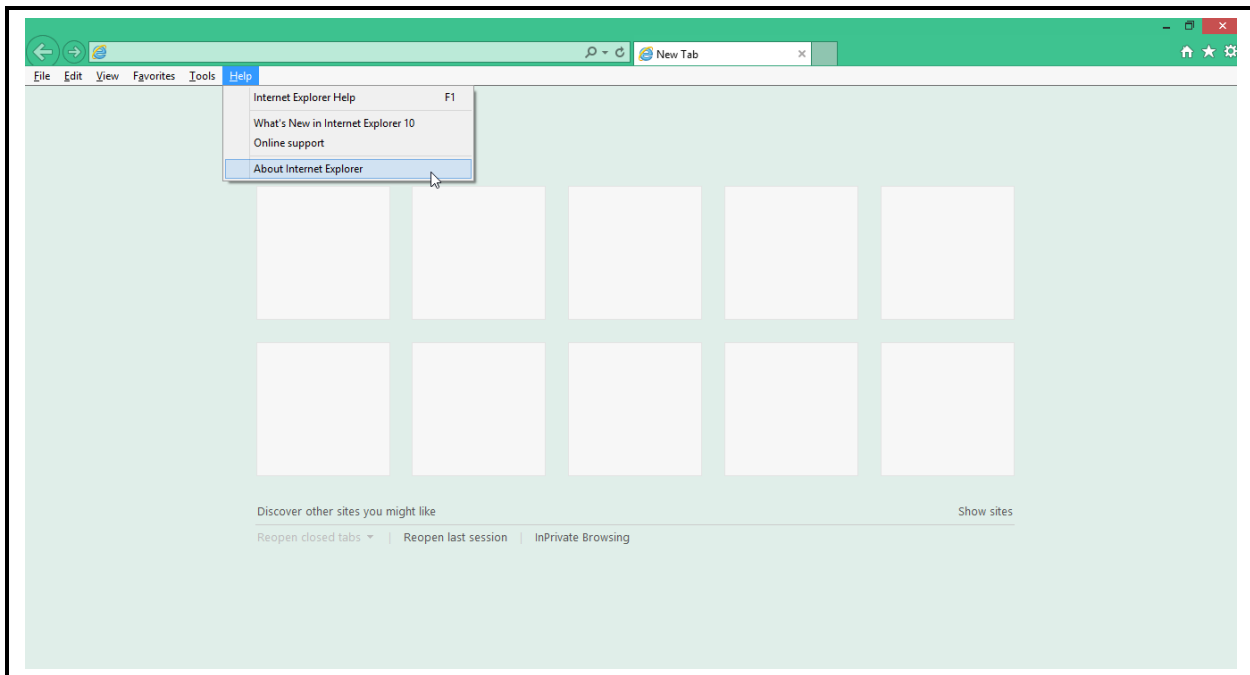 New Tab
File Edit View Favorites Tools Help
Internet Explorer Help F1
What's New in Internet Explorer 10
Online support
About Internet Explorer
Discover other sites you might like Show sites
Reopen closed tabs | Reopen last session | InPrivate Browsing